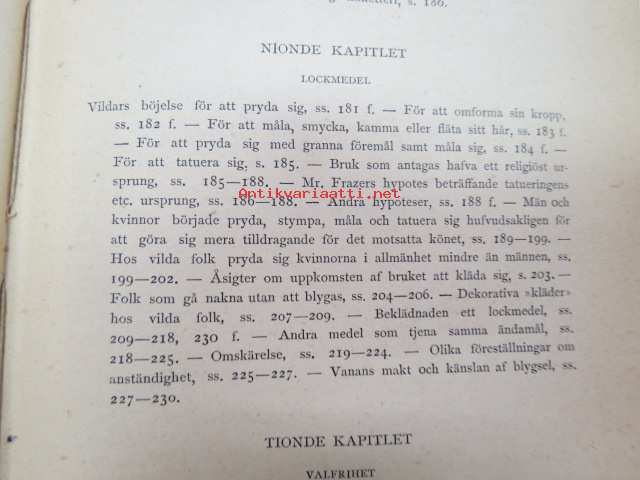 s. 186.
NIONDE KAPITLET
LOCKMEDEL
Vildars böjelse för att pryda sig, ss. 181 f. — För att omforma sin kropp,
ss. 182 f. — För att måla, smycka, kamma eller fläta sitt hår, ss. 183 f.
— För att pryda sig med granna föremål samt måla sig, ss. 184 f. —
För att tatuera sig, s. 185. — Bruk som antagas hafva ett religiöst ur-
sprung, ss. 185—188. — Mr. Frazers hypotes beträffande tatueringens
Antikvariaatti.net
etc. ursprung, ss. 186—188. — Andra hypoteser, ss. 188 f. — Män och
kvinnor började pryda, stympa, måla och tatuera sig hufvudsakligen för
att göra sig mera tilldragande för det motsatta könet, ss. 189—199. —
Hos vilda folk pryda sig kvinnorna i allmänhet mindre än männen, ss.
199—202. — Åsigter om uppkomsten af bruket att kläda sig, s. 203. —
Folk som gå nakna utan att blygas, ss. 204—206. — Dekorativa »kläder»
hos vilda folk, ss. 207—209. — Beklädnaden ett lockmedel, ss.
209—218, 230 f. — Andra medel som tjena samma ändamål, ss.
218—225. — Omskärelse, ss. 219—224. — Olika föreställningar om
anständighet, ss. 225—227. — Vanans makt och känslan af blygsel, ss.
227—230.
TIONDE KAPITLET
VALFRIHET